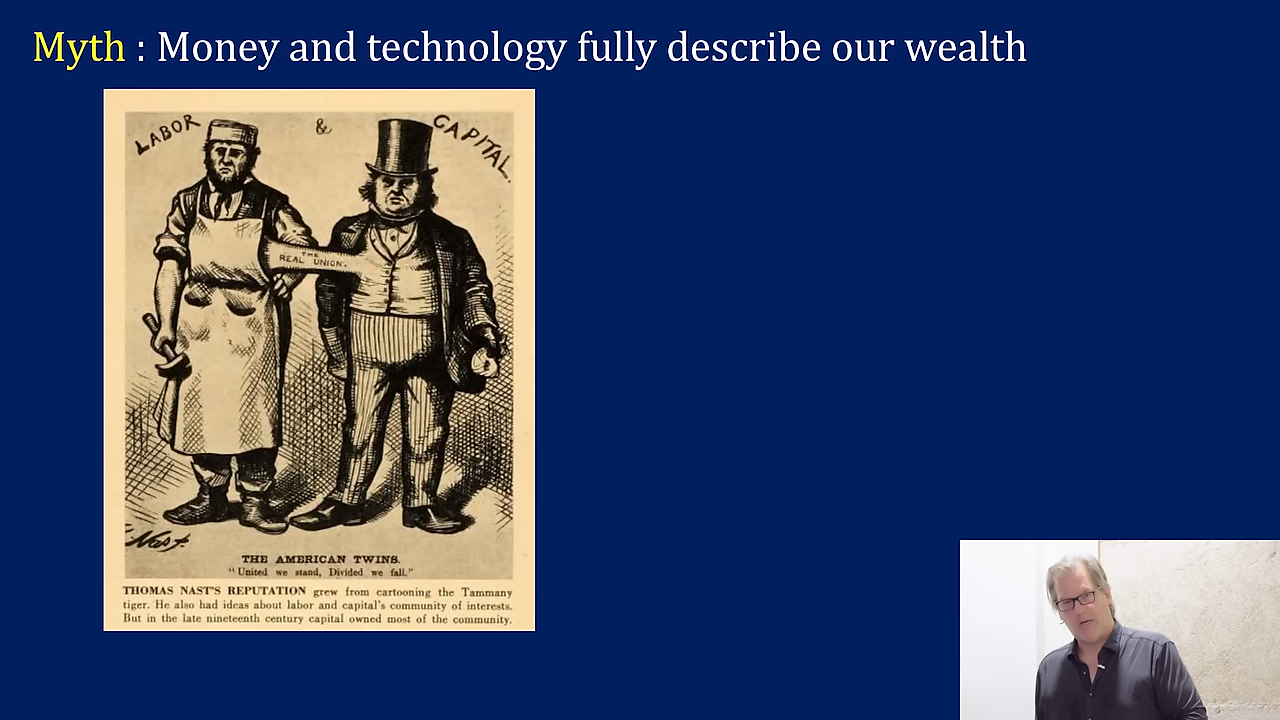 Myth : Money and technology fully describe our wealth
LABOR & CAPITAL.
THE
REAL UNION.
Th. Nast.
THE AMERICAN TWINS.
"United we stand, Divided we fall."
THOMAS NAST'S REPUTATION grew from cartooning the Tammany
tiger. He also had ideas about labor and capital's community of interests.
But in the late nineteenth century capital owned most of the community.